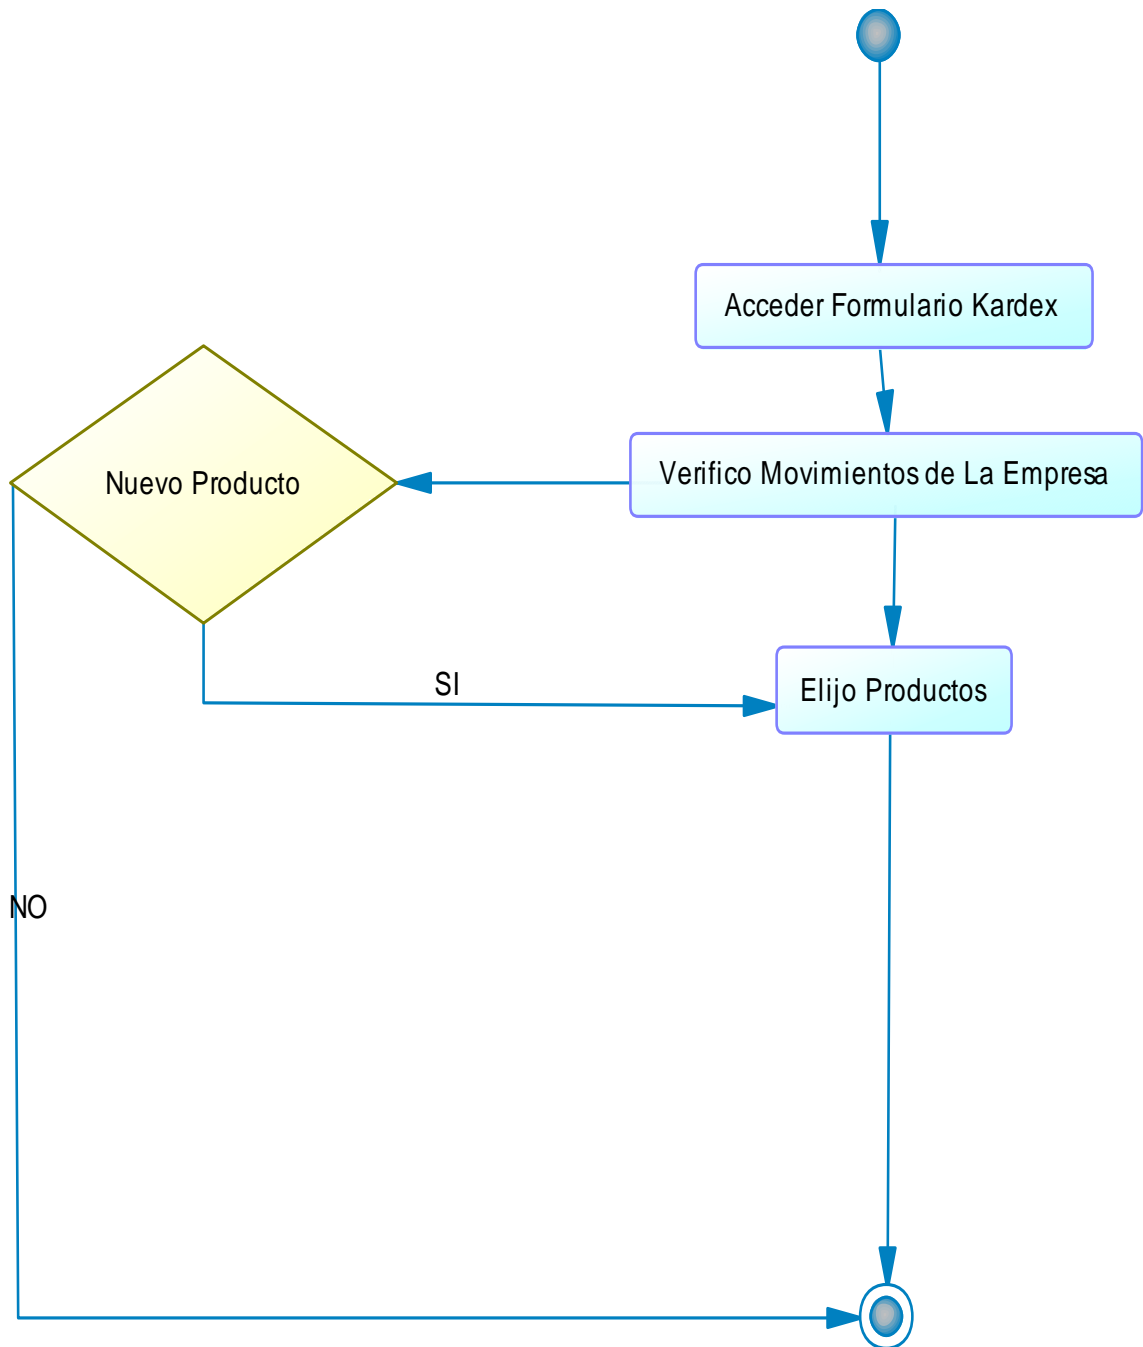 Acceder Formulario Kardex
Verifico Movimientos de La Empresa
Nuevo Producto
SI
Elijo Productos
NO